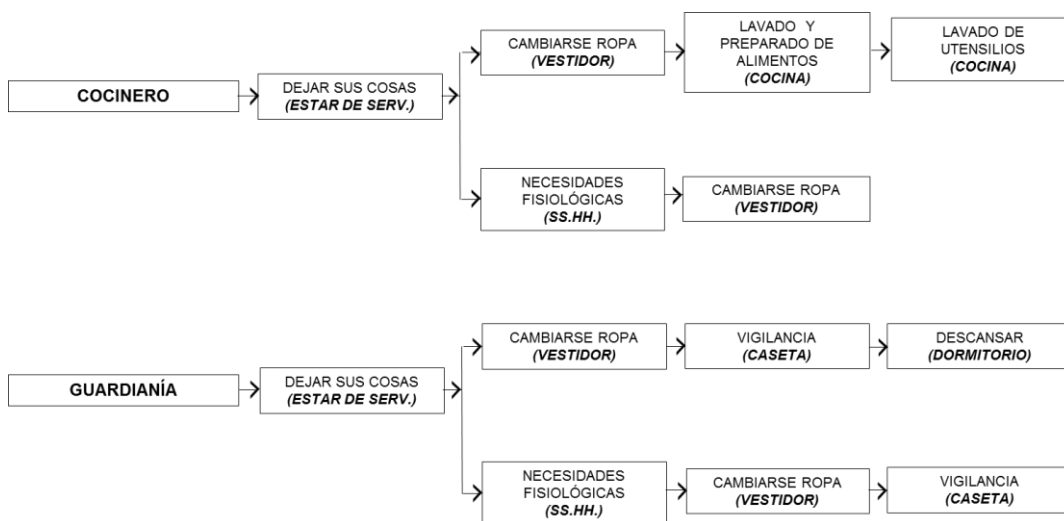 COCINERO
DEJAR SUS COSAS
(ESTAR DE SERV.)
CAMBIARSE ROPA
(VESTIDOR)
LAVADO Y
PREPARADO DE
ALIMENTOS
(COCINA)
LAVADO DE
UTENSILIOS
(COCINA)
NECESIDADES
FISIOLÓGICAS
(SS.HH.)
CAMBIARSE ROPA
(VESTIDOR)
GUARDIANÍA
DEJAR SUS COSAS
(ESTAR DE SERV.)
CAMBIARSE ROPA
(VESTIDOR)
VIGILANCIA
(CASETA)
DESCANSAR
(DORMITORIO)
NECESIDADES
FISIOLÓGICAS
(SS.HH.)
CAMBIARSE ROPA
(VESTIDOR)
VIGILANCIA
(CASETA)